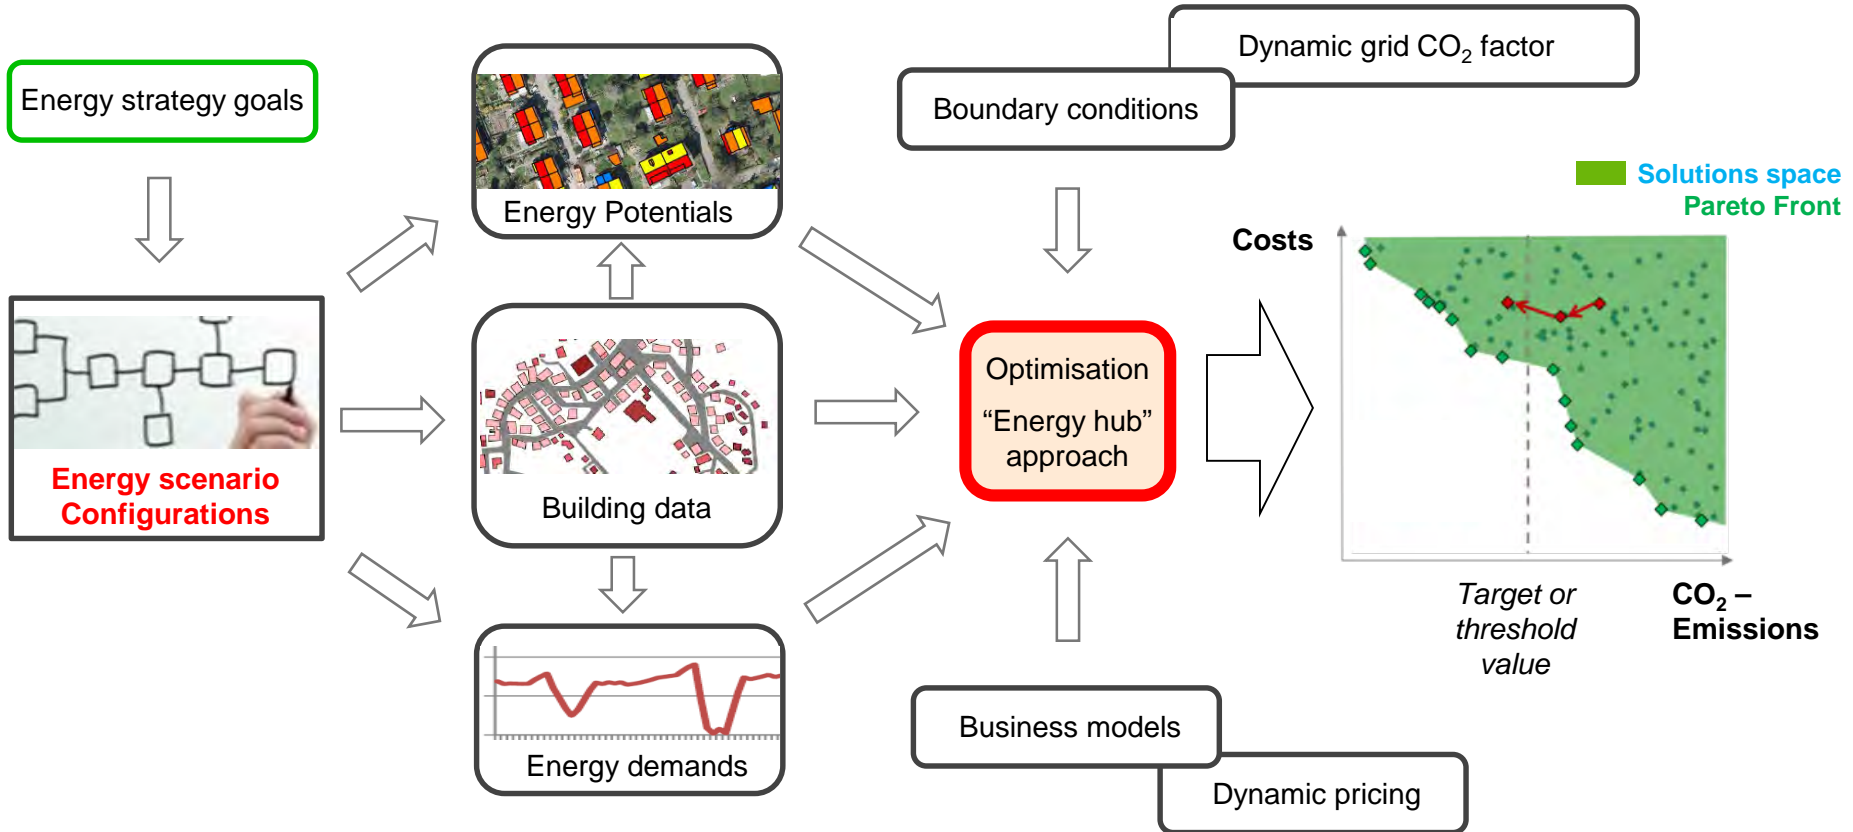 Energy strategy goals
Energy scenario
Configurations
Energy Potentials
Building data
Energy demands
Dynamic grid CO₂ factor
Boundary conditions
Optimisation
“Energy hub”
approach
Business models
Dynamic pricing
Solutions space
Pareto Front
Costs
Target or
threshold
value
CO₂ –
Emissions